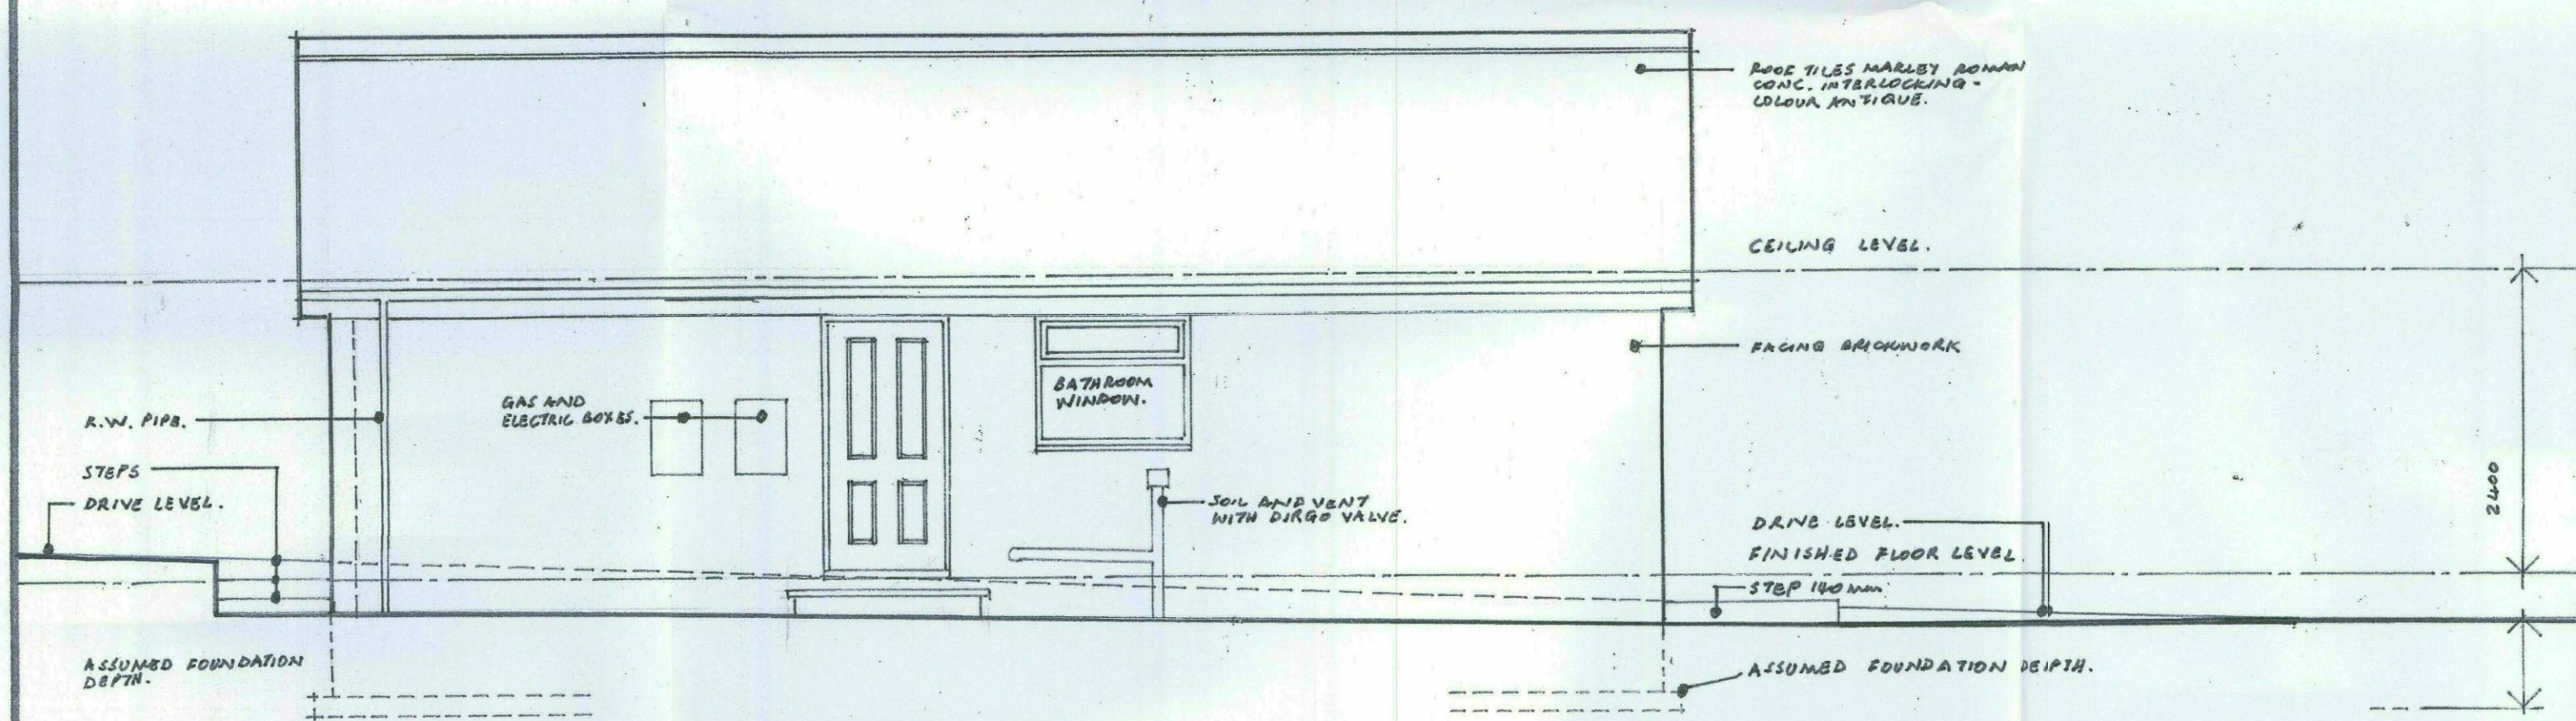 ROOF TILES MARLEY ROMAN
CONC. INTERLOCKING -
COLOUR ANTIQUE.
CEILING LEVEL.
FACING BRICKWORK
BATHROOM
WINDOW.
GAS AND
ELECTRIC BOXES.
R.W. PIPE.
STEPS
DRIVE LEVEL.
SOIL AND VENT
WITH DIRGO VALVE.
2400
DRIVE LEVEL.
FINISHED FLOOR LEVEL
STEP 140mm
ASSUMED FOUNDATION
DEPTH.
ASSUMED FOUNDATION DEIPTH.